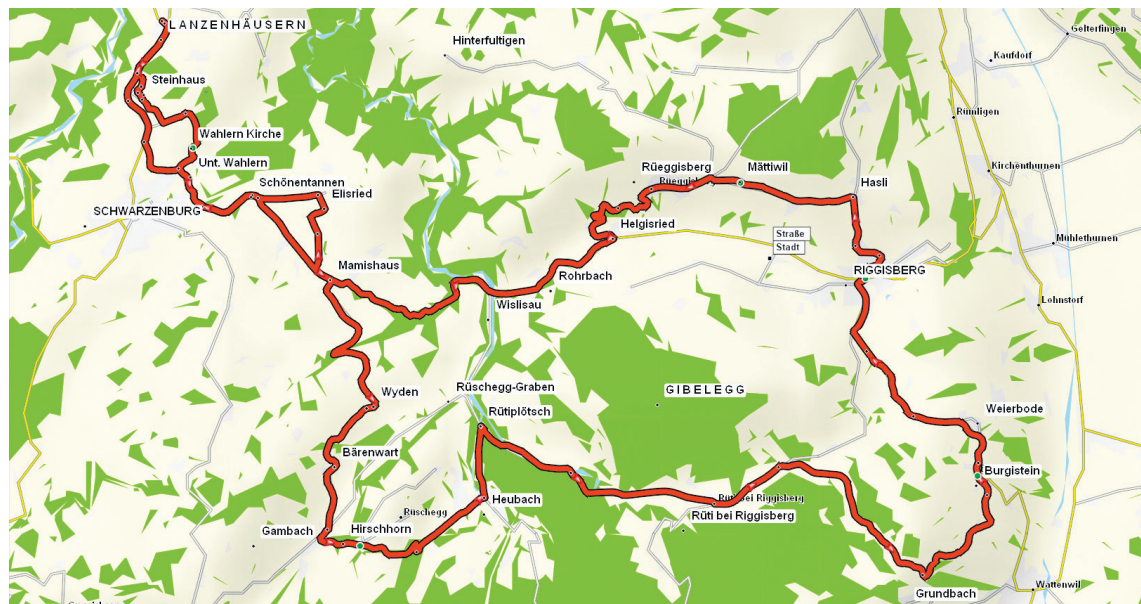 LANZENHÄUSERN
Gelterfingen
Hinterfultigen
Kaufdorf
Steinhaus
Rümligen
Wahlern Kirche
Unt. Wahlern
Rüeggisberg
Mättiwil
Kirchenthurnen
Schönentannen
Elisried
Hasli
SCHWARZENBURG
Helgisried
Straße
Stadt
Mühlethurnen
Mamishaus
Rohrbach
RIGGISBERG
Wislisau
Lohnstorf
Rüschegg-Graben
GIBELEGG
Wyden
Rütiplötsch
Weierbode
Bärenwart
Burgistein
Heubach
Rüti bei Riggisberg
Rüschegg
Rüti bei Riggisberg
Gambach
Hirschhorn
Grundbach
Wattenwil